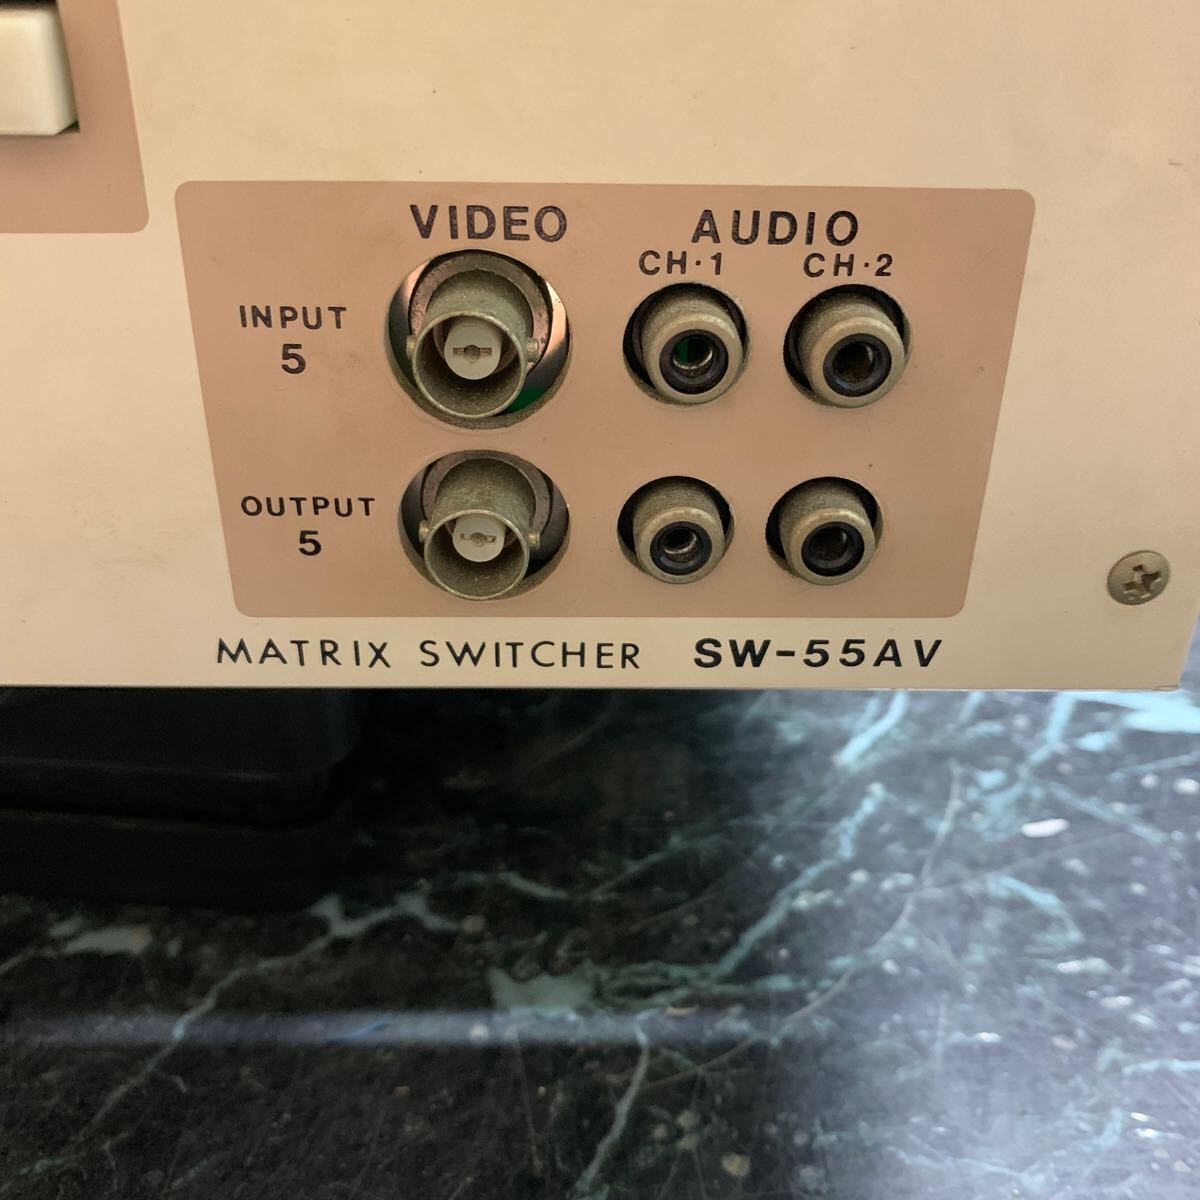 VIDEO AUDIO
CH·1 CH·2
INPUT
5
OUTPUT
5
MATRIX SWITCHER SW-55AV